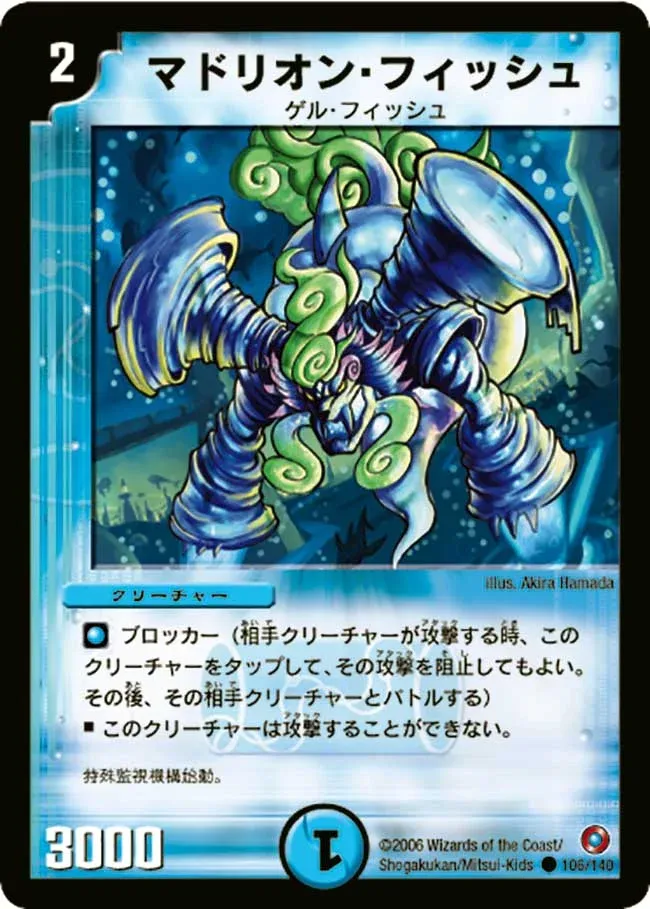 2
マドリオン・フィッシュ
ゲル・フィッシュ
illus. Akira Hamada
クリーチャー
ブロッカー（相手クリーチャーが攻撃する時、この
クリーチャーをタップして、その攻撃を阻止してもよい。
その後、その相手クリーチャーとバトルする）
■ このクリーチャーは攻撃することができない。
特殊監視機構始動。
3000
1
©2006 Wizards of the Coast/
Shogakukan/Mitsui-Kids ● 106/140